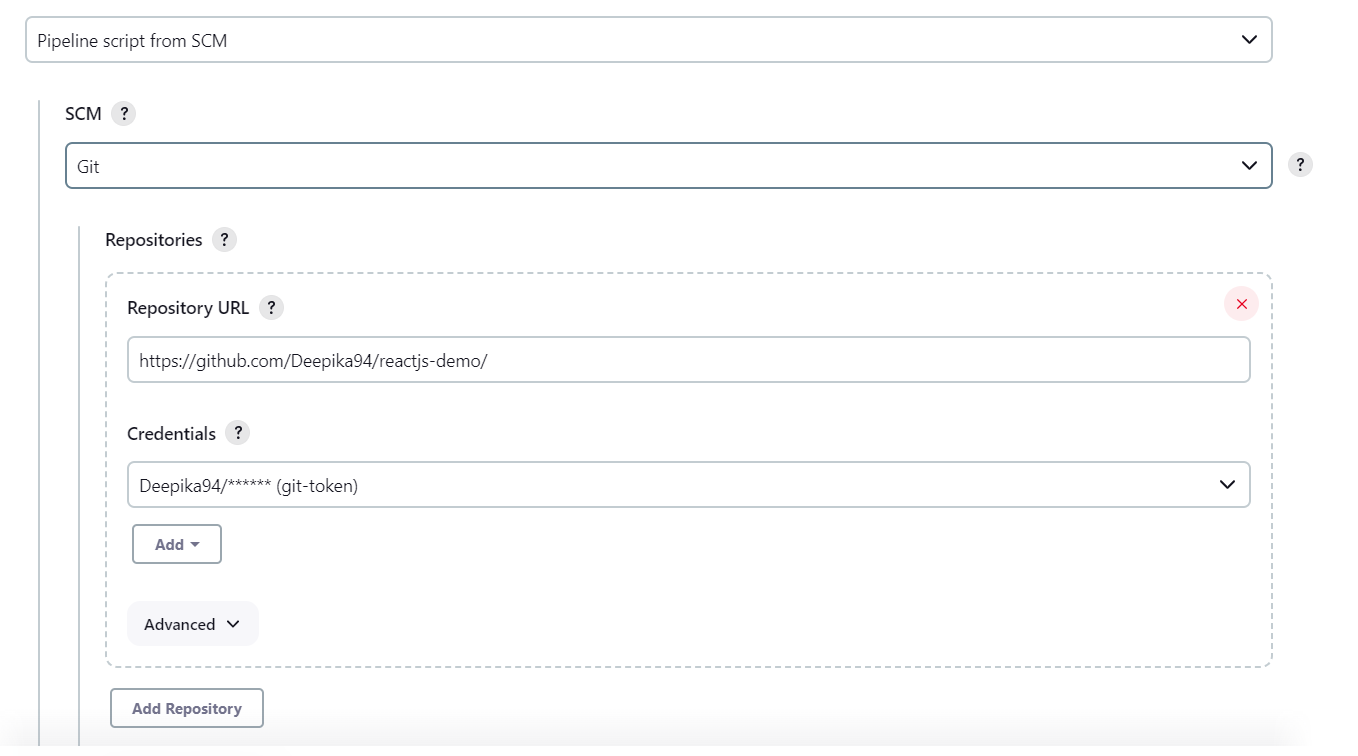 Pipeline script from SCM
SCM ?
Git
?
Repositories ?
Repository URL ?
https://github.com/Deepika94/reactjs-demo/
Credentials ?
Deepika94/****** (git-token)
Add
Advanced
Add Repository